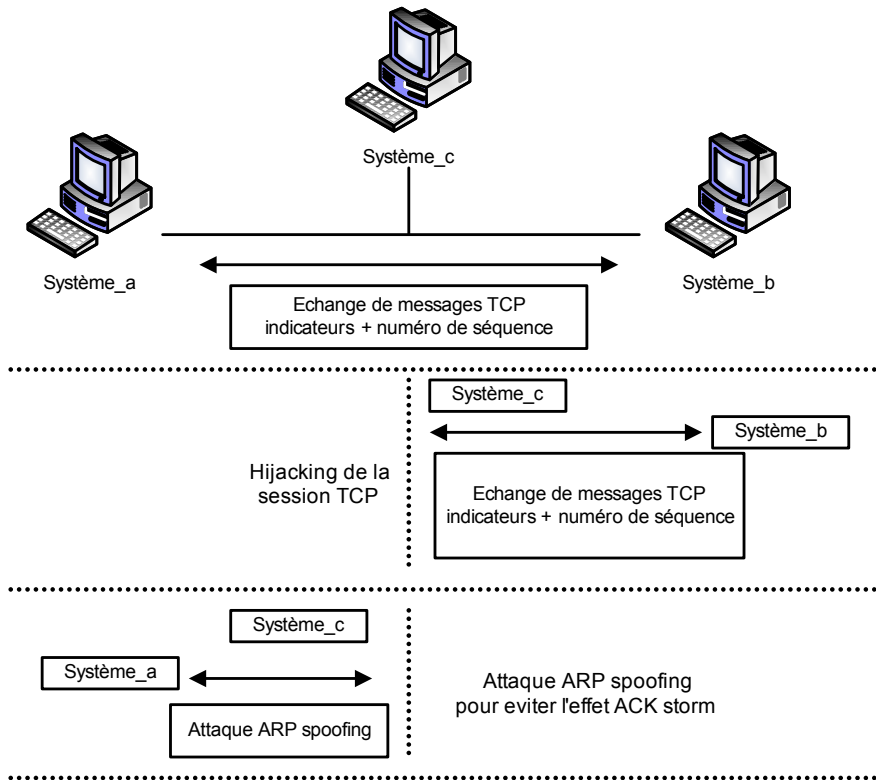 Système_c
Système_a
Système_b
Echange de messages TCP
indicateurs + numéro de séquence
Système_c
Système_b
Hijacking de la
session TCP
Echange de messages TCP
indicateurs + numéro de séquence
Système_c
Système_a
Attaque ARP spoofing
Attaque ARP spoofing
pour eviter l'effet ACK storm